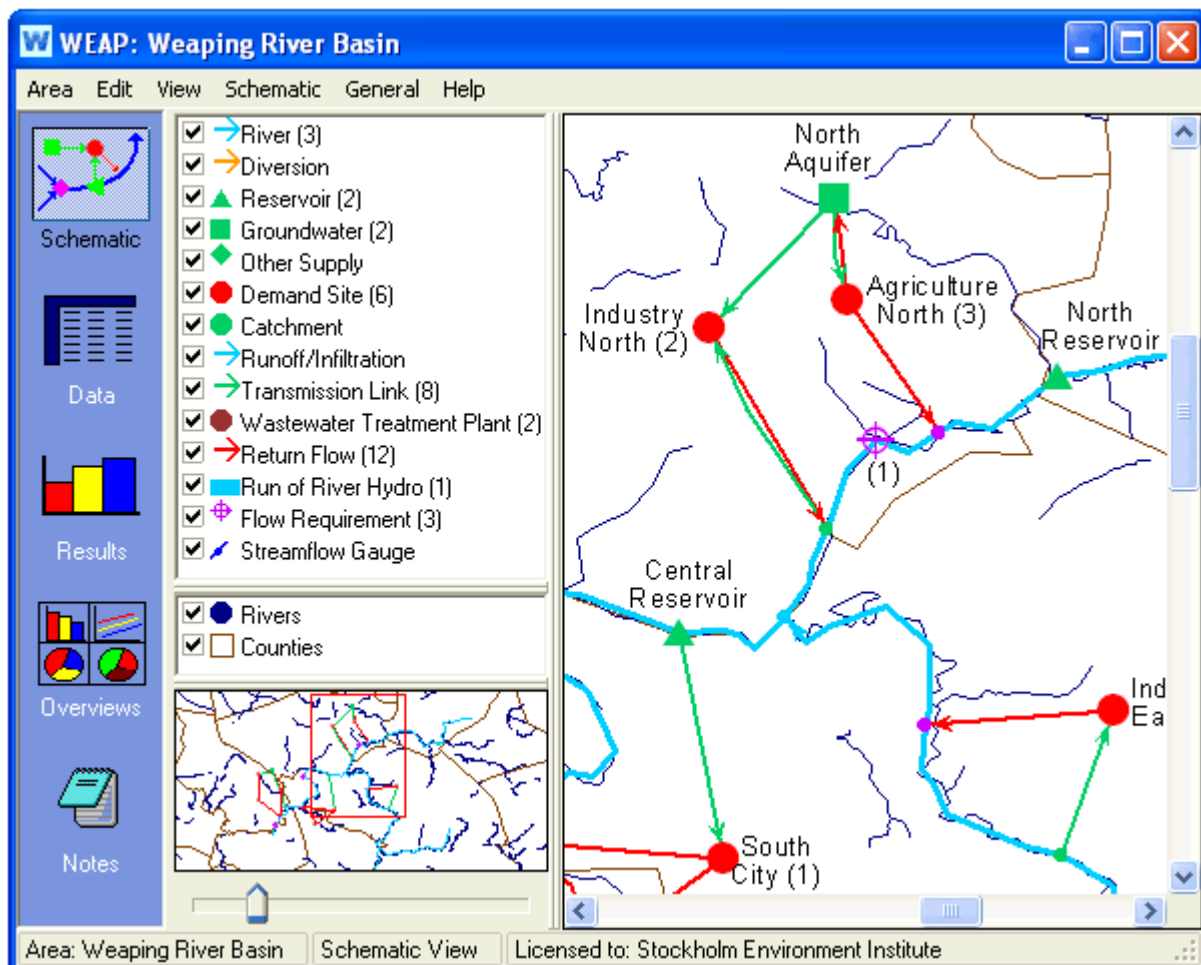 WEAP: Weaping River Basin
Area Edit View Schematic General Help
Schematic
Data
Results
Overviews
Notes
River (3)
Diversion
Reservoir (2)
Groundwater (2)
Other Supply
Demand Site (6)
Catchment
Runoff/Infiltration
Transmission Link (8)
Wastewater Treatment Plant (2)
Return Flow (12)
Run of River Hydro (1)
Flow Requirement (3)
Streamflow Gauge
Rivers
Counties
North
Aquifer
Industry
North (2)
Agriculture
North (3)
North
Reservoir
(1)
Central
Reservoir
Ind
Ea
South
City (1)
Area: Weaping River Basin Schematic View Licensed to: Stockholm Environment Institute